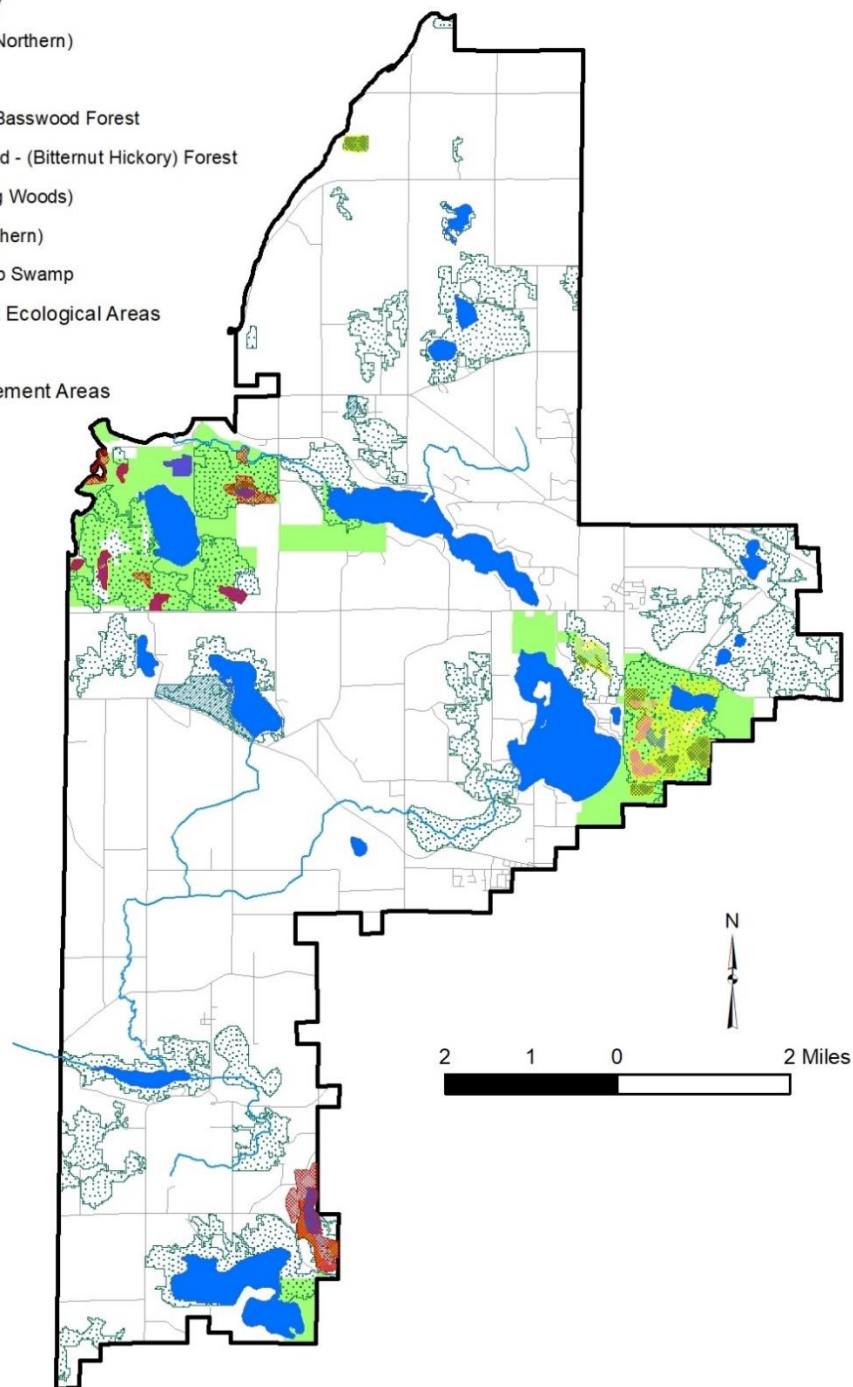 Northern)
Basswood Forest
d - (Bitternut Hickory) Forest
g Woods)
hern)
o Swamp
Ecological Areas
ement Areas
N
2 1 0 2 Miles